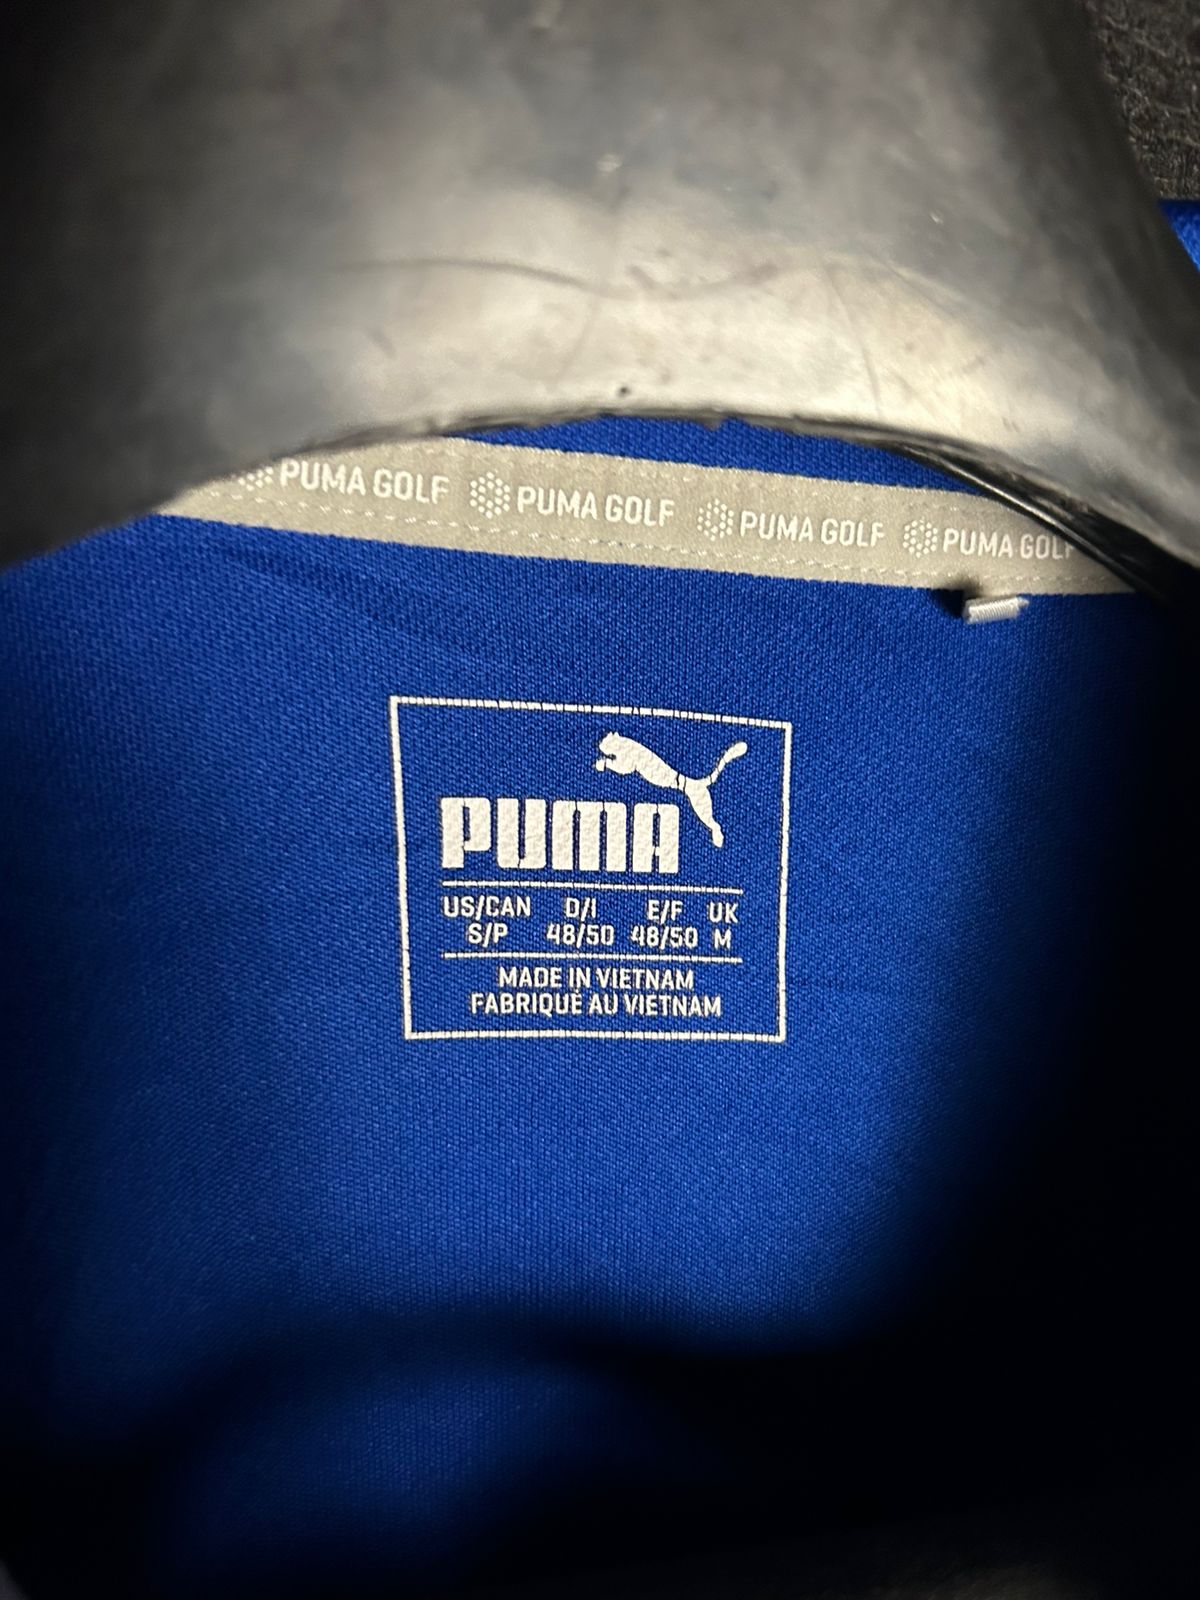 PUMA GOLF PUMA GOLF PUMA GOLF PUMA GOLF
PUMA
US/CAN D/I E/F UK
S/P 48/50 48/50 M
MADE IN VIETNAM
FABRIQUÉ AU VIETNAM